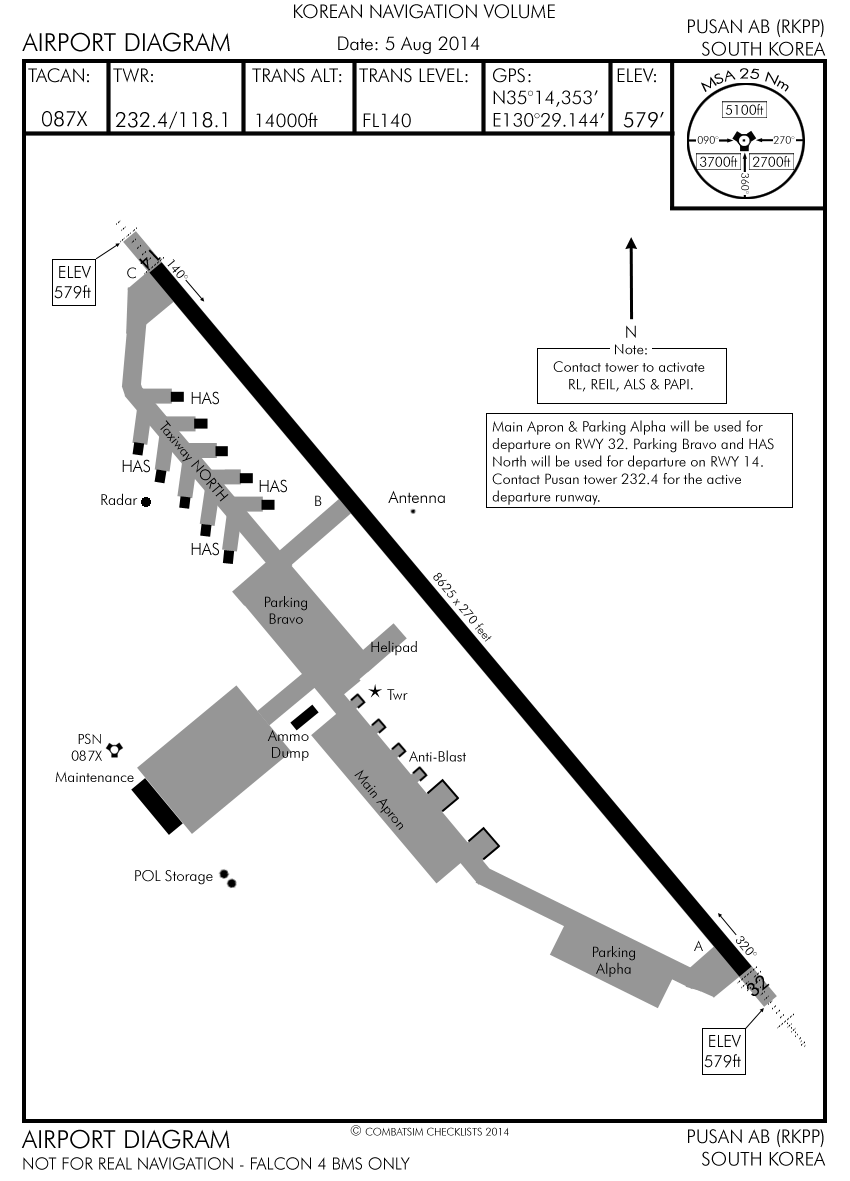 KOREAN NAVIGATION VOLUME
AIRPORT DIAGRAM
Date: 5 Aug 2014
PUSAN AB (RKPP)
SOUTH KOREA
TACAN:
087X
TWR:
232.4/118.1
TRANS ALT:
14000ft
TRANS LEVEL:
FL140
GPS:
N35°14,353’
E130°29.144’
ELEV:
579’
MSA 25 Nm
5100ft
090°
270°
3700ft
2700ft
360°
ELEV
579ft
C
14
140°
N
Note:
Contact tower to activate
RL, REIL, ALS & PAPI.
Main Apron & Parking Alpha will be used for
departure on RWY 32. Parking Bravo and HAS
North will be used for departure on RWY 14.
Contact Pusan tower 232.4 for the active
departure runway.
HAS
Taxiway NORTH
HAS
HAS
Radar
B
Antenna
HAS
8625 x 270 feet
Parking
Bravo
Helipad
Twr
Ammo
Dump
PSN
087X
Maintenance
Anti-Blast
Main Apron
POL Storage
A
320°
Parking
Alpha
32
ELEV
579ft
© COMBATSIM CHECKLISTS 2014
AIRPORT DIAGRAM
NOT FOR REAL NAVIGATION - FALCON 4 BMS ONLY
PUSAN AB (RKPP)
SOUTH KOREA